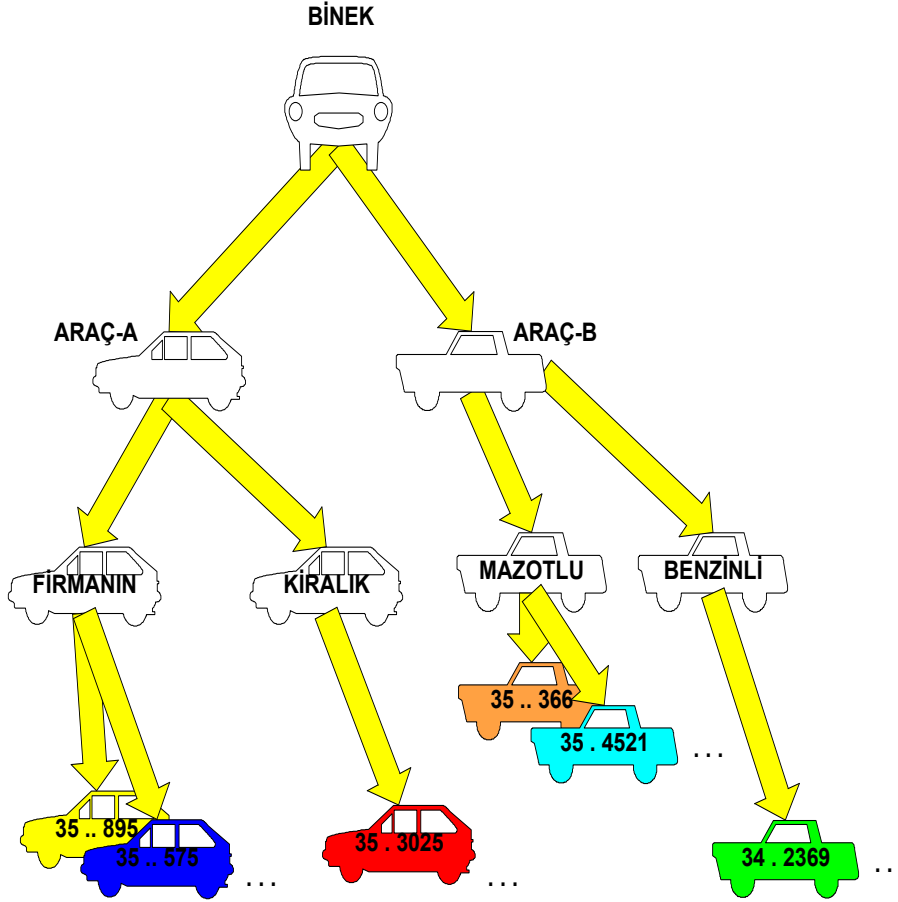 BİNEK
ARAÇ-A
ARAÇ-B
FİRMANIN
KİRALIK
MAZOTLU
BENZİNLİ
35 .. 366
35 . 4521
. . .
35 .. 895
35 .. 575
. . .
35 . 3025
. . .
34 . 2369
. .